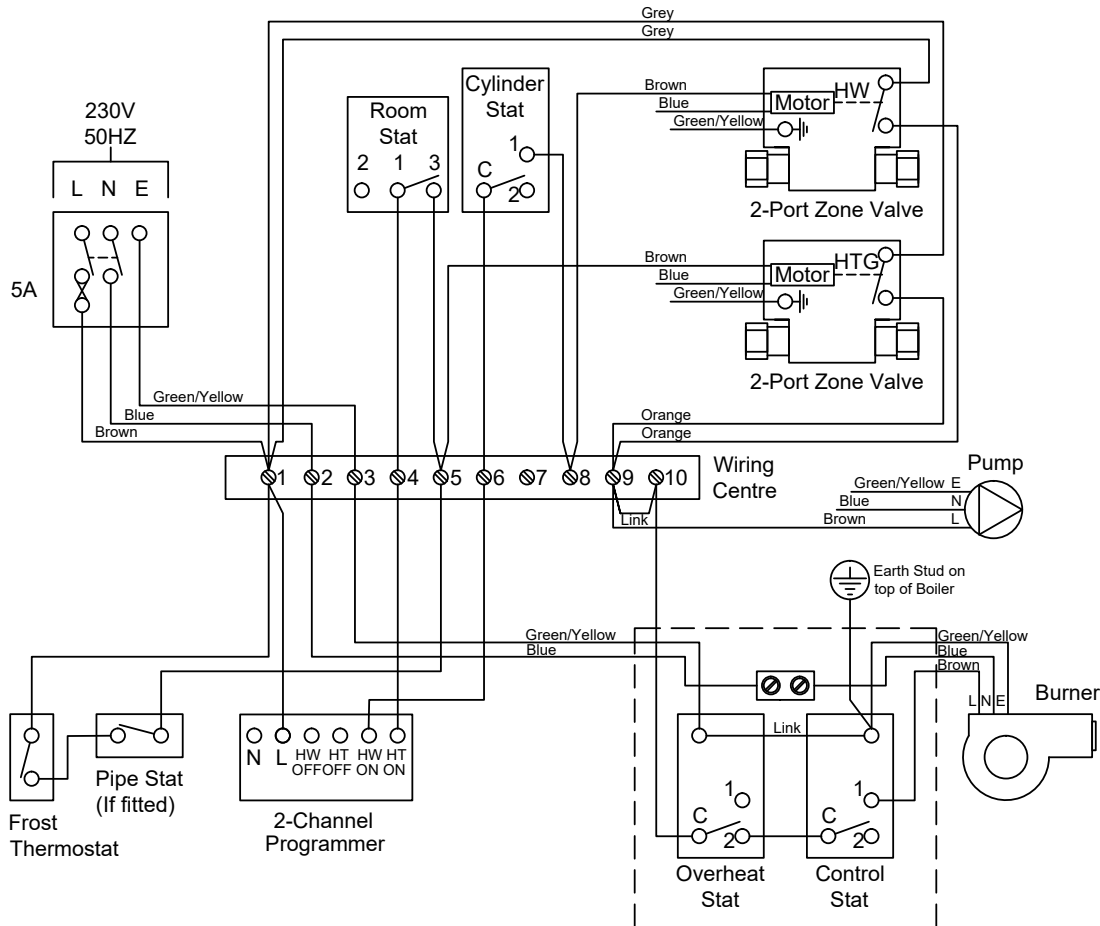 Grey
Grey
230V
50HZ
L N E
5A
Room
Stat
2 1 3
Cylinder
Stat
1
C
2
Brown
Blue
Green/Yellow
Motor
HW
2-Port Zone Valve
Brown
Blue
Green/Yellow
Motor
HTG
2-Port Zone Valve
Green/Yellow
Blue
Brown
Orange
Orange
1 2 3 4 5 6 7 8 9 10
Wiring
Centre
Link
Pump
Green/Yellow E
Blue N
Brown L
Earth Stud on
top of Boiler
Green/Yellow
Blue
Green/Yellow
Blue
Brown
L N E
Burner
Frost
Thermostat
Pipe Stat
(If fitted)
N L HW HT HW HT
OFF OFF ON ON
2-Channel
Programmer
Link
1
C
2
Overheat
Stat
1
C
2
Control
Stat